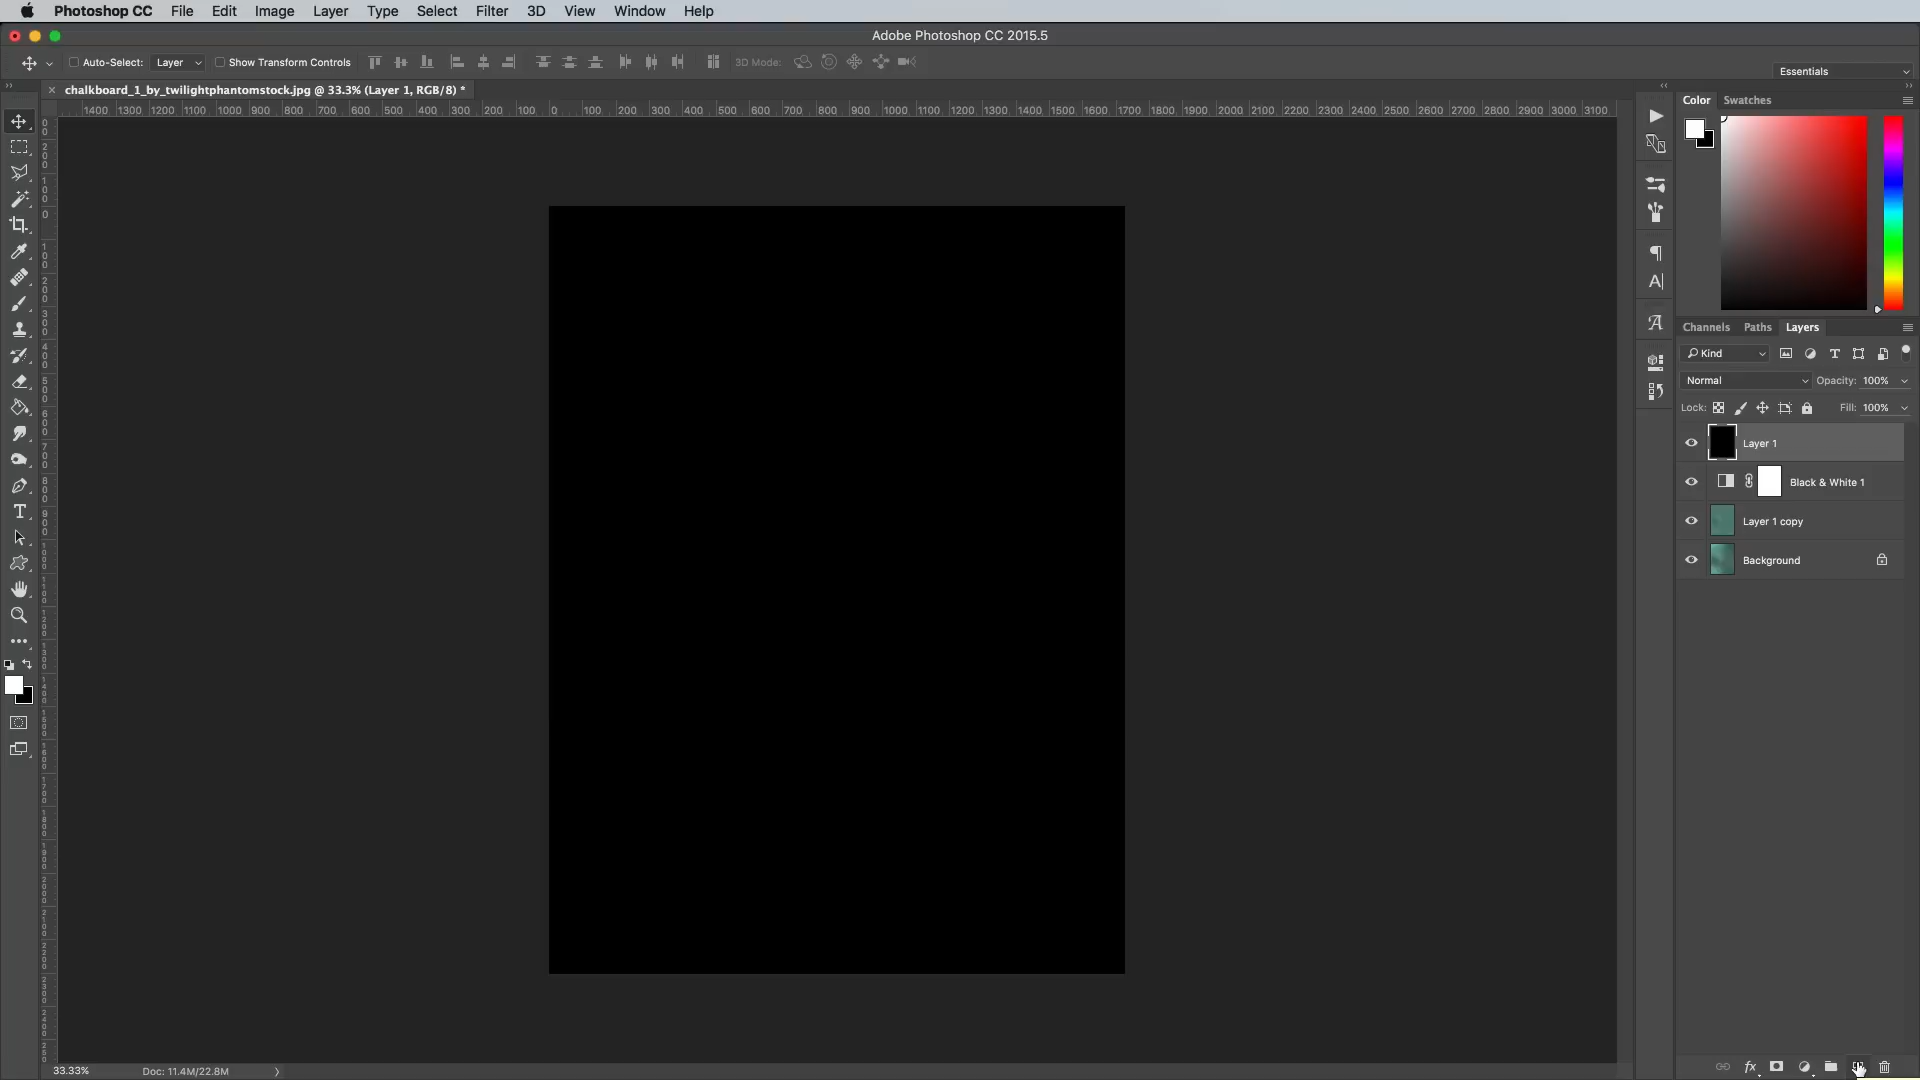 Photoshop CC File Edit Image Layer Type Select Filter 3D View Window Help
Adobe Photoshop CC 2015.5
Auto-Select: Layer Show Transform Controls 3D Mode:
Essentials
× chalkboard_1_by_twilightphantomstock.jpg @ 33.3% (Layer 1, RGB/8) *
Color Swatches
1400 1300 1200 1100 1000 900 800 700 600 500 400 300 200 100 0 100 200 300 400 500 600 700 800 900 1000 1100 1200 1300 1400 1500 1600 1700 1800 1900 2000 2100 2200 2300 2400 2500 2600 2700 2800 2900 3000 3100
Channels Paths Layers
Kind
Normal Opacity: 100%
Lock: Fill: 100%
Layer 1
Black & White 1
Layer 1 copy
Background
33.33% Doc: 11.4M/22.8M
fx